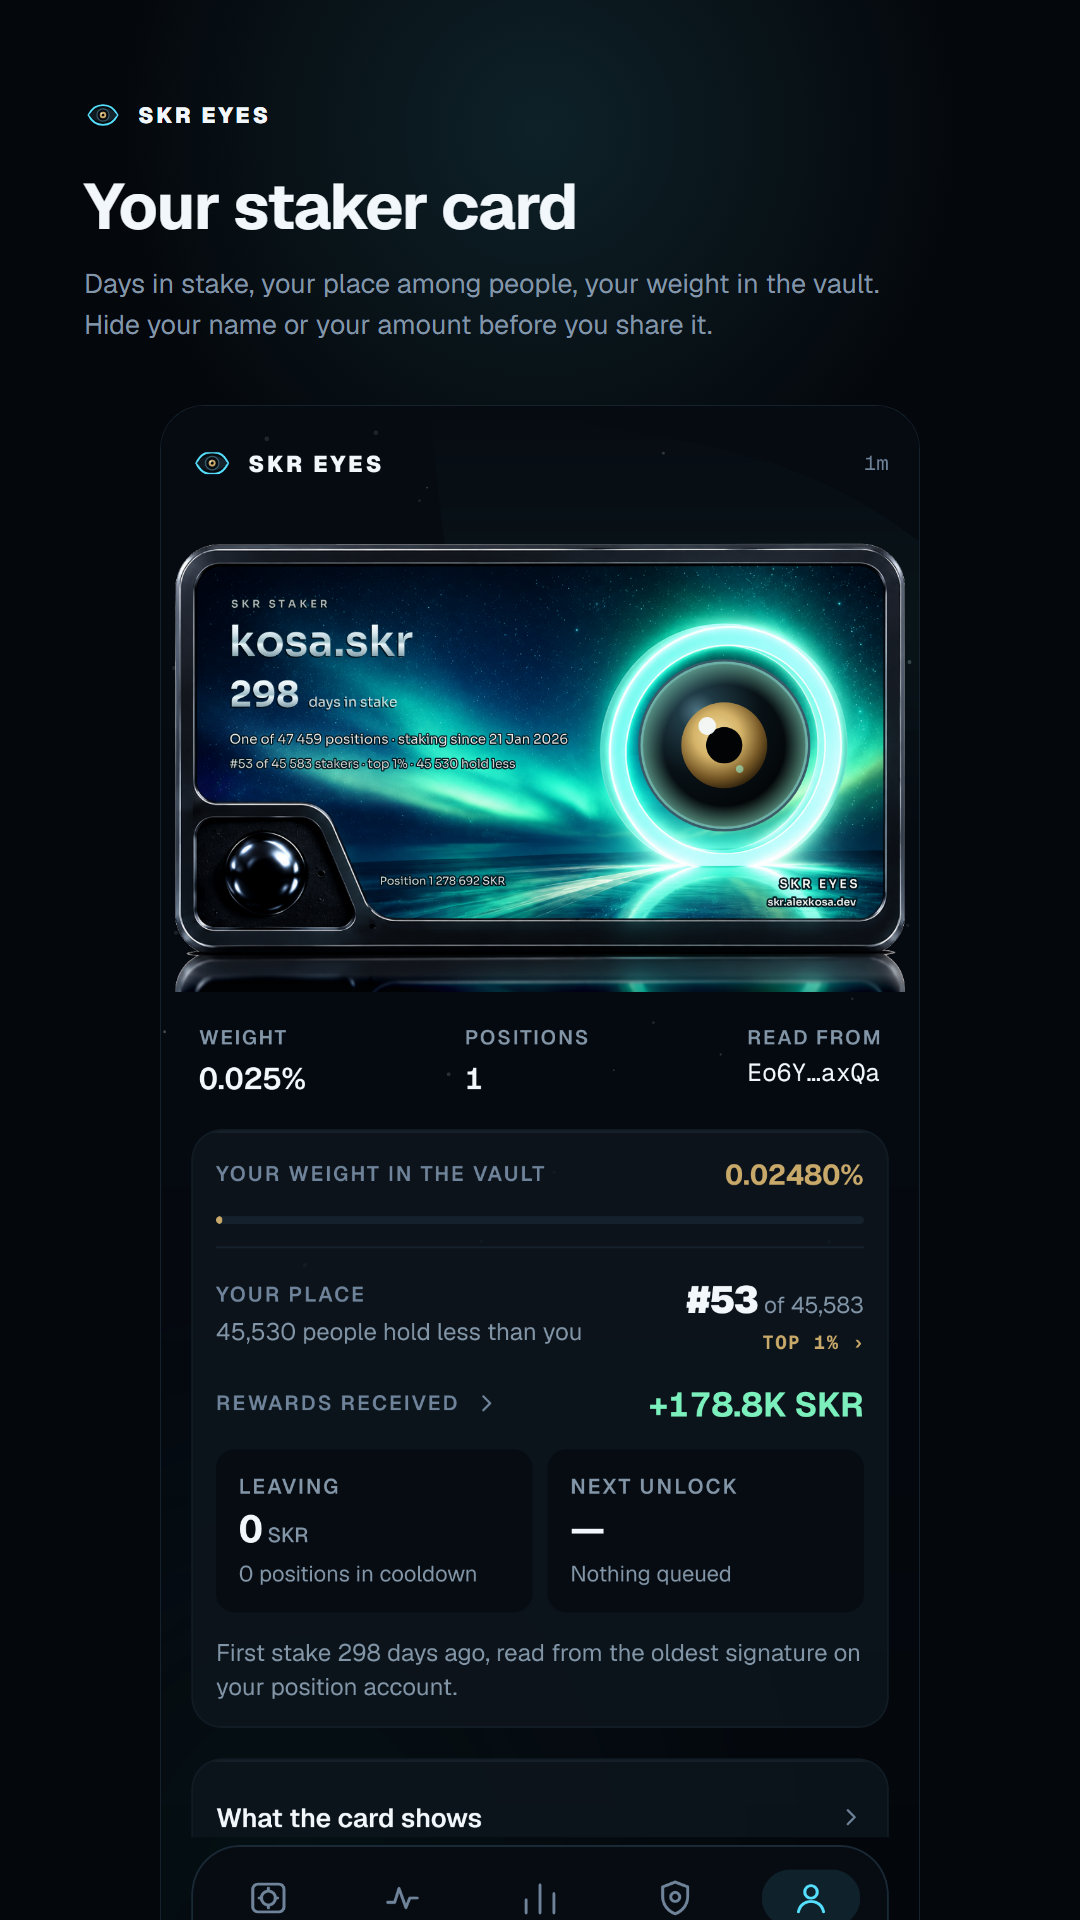 SKR EYES
Your staker card
Days in stake, your place among people, your weight in the vault.
Hide your name or your amount before you share it.
SKR EYES
1m
SKR STAKER
kosa.skr
298 days in stake
One of 47 459 positions · staking since 21 Jan 2026
#53 of 45 583 stakers · top 1% · 45 530 hold less
Position 1 278 692 SKR
SKR EYES
skr.alexkosa.dev
WEIGHT
0.025%
POSITIONS
1
READ FROM
Eo6Y…axQa
YOUR WEIGHT IN THE VAULT
0.02480%
YOUR PLACE
#53 of 45,583
45,530 people hold less than you
TOP 1% ›
REWARDS RECEIVED
+178.8K SKR
LEAVING
0 SKR
0 positions in cooldown
NEXT UNLOCK
—
Nothing queued
First stake 298 days ago, read from the oldest signature on
your position account.
What the card shows